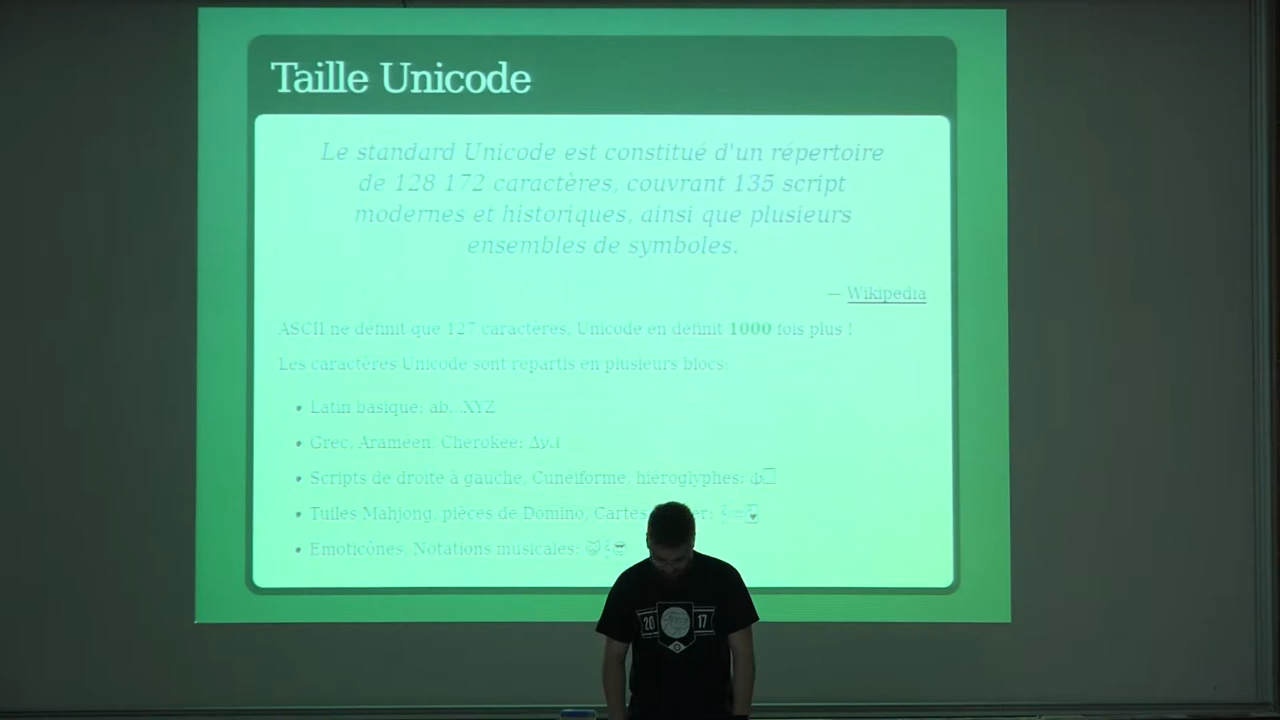 Taille Unicode
Le standard Unicode est constitué d'un répertoire
de 128 172 caractères, couvrant 135 script
modernes et historiques, ainsi que plusieurs
ensembles de symboles.
— Wikipedia
ASCII ne définit que 127 caractères, Unicode en définit 1000 fois plus !
Les caractères Unicode sont répartis en plusieurs blocs:
• Latin basique: ab...XYZ
• Grec, Araméen, Cherokee:
• Scripts de droite à gauche, Cunéiforme, hiéroglyphes:
• Tuiles Mahjong, pièces de Domino, Cartes
• Emoticônes, Notations musicales:
20 17